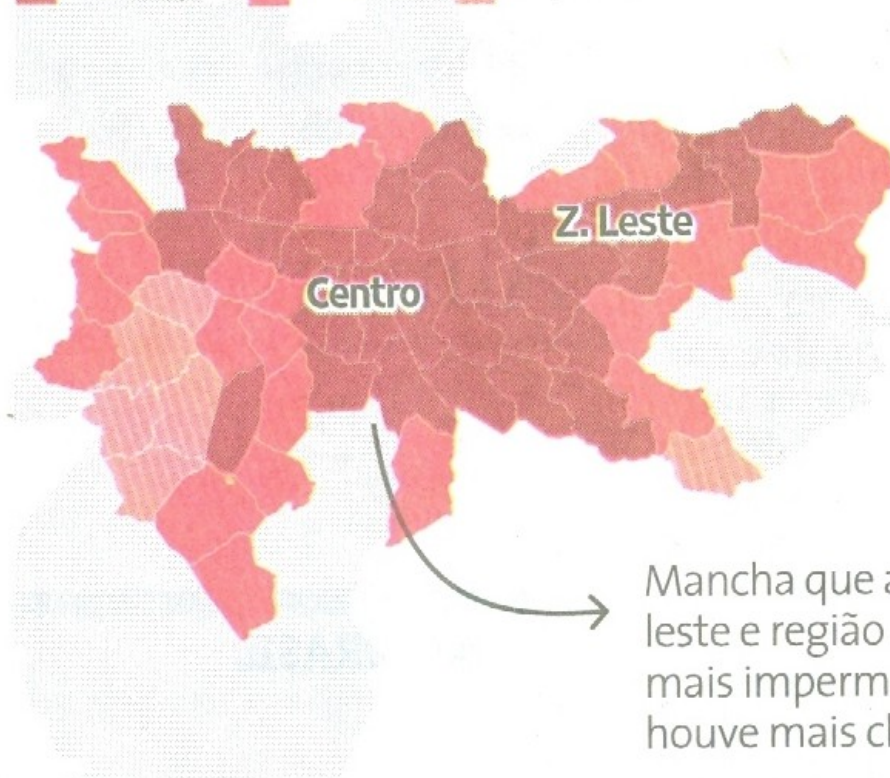 Z. Leste
Centro
Mancha que a
leste e região
mais imperm
houve mais